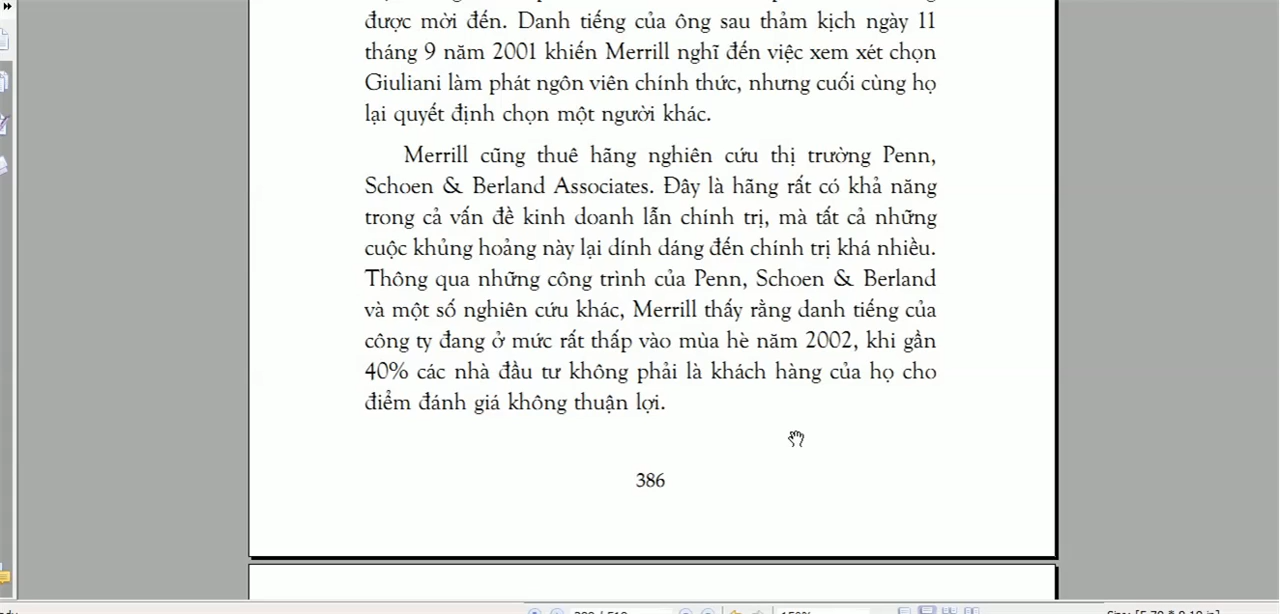 được mời đến. Danh tiếng của ông sau thảm kịch ngày 11
tháng 9 năm 2001 khiến Merrill nghĩ đến việc xem xét chọn
Giuliani làm phát ngôn viên chính thức, nhưng cuối cùng họ
lại quyết định chọn một người khác.
Merrill cũng thuê hãng nghiên cứu thị trường Penn,
Schoen & Berland Associates. Đây là hãng rất có khả năng
trong cả vấn đề kinh doanh lẫn chính trị, mà tất cả những
cuộc khủng hoảng này lại dính dáng đến chính trị khá nhiều.
Thông qua những công trình của Penn, Schoen & Berland
và một số nghiên cứu khác, Merrill thấy rằng danh tiếng của
công ty đang ở mức rất thấp vào mùa hè năm 2002, khi gần
40% các nhà đầu tư không phải là khách hàng của họ cho
điểm đánh giá không thuận lợi.
386